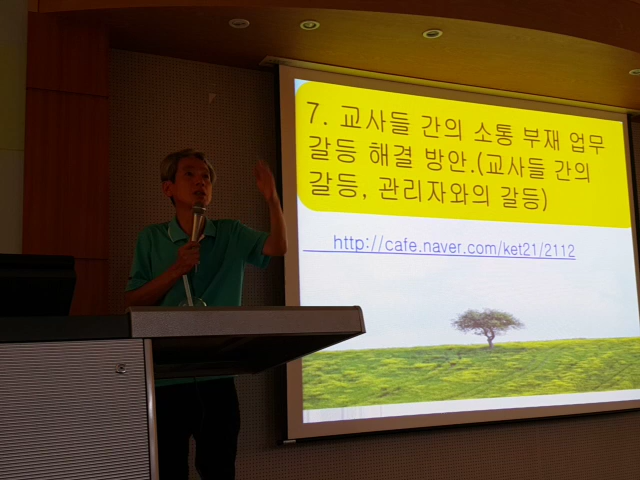 7. 교사들 간의 소통 부재 업무
갈등 해결 방안.(교사들 간의
갈등, 관리자와의 갈등)
http://cafe.naver.com/ket21/2112